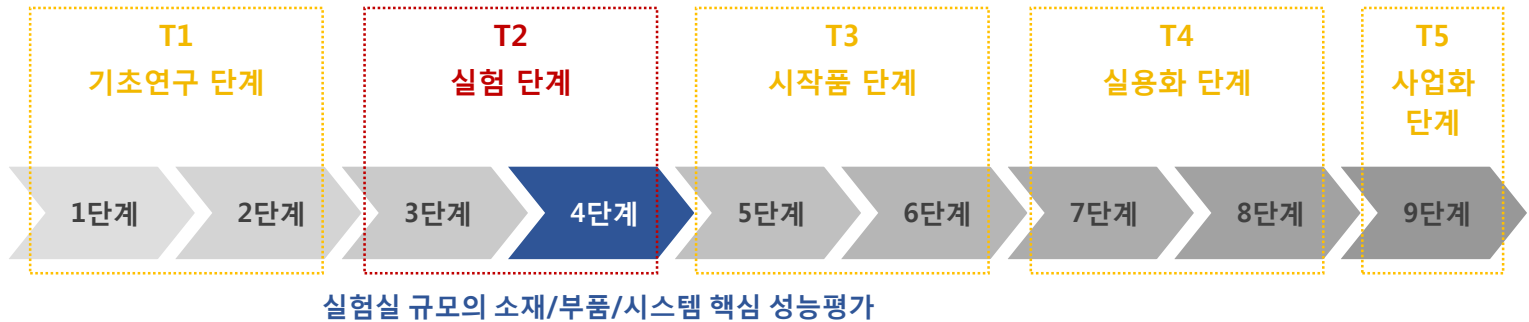 T1
기초연구 단계
T2
실험 단계
T3
시작품 단계
T4
실용화 단계
T5
사업화
단계
1단계
2단계
3단계
4단계
5단계
6단계
7단계
8단계
9단계
실험실 규모의 소재/부품/시스템 핵심 성능평가